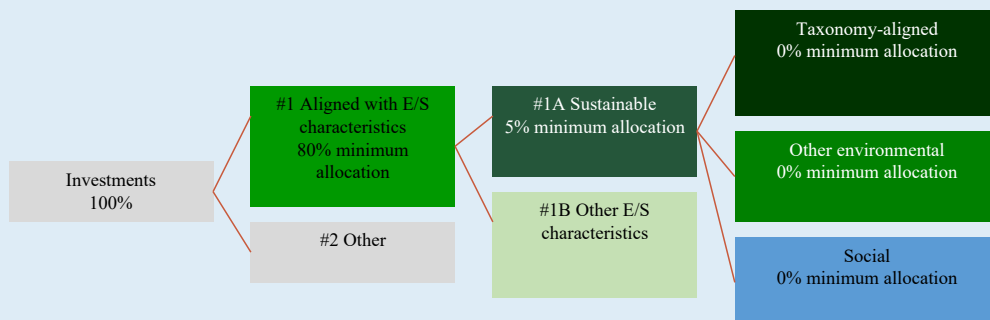 Investments
100%
#1 Aligned with E/S
characteristics
80% minimum
allocation
#2 Other
#1A Sustainable
5% minimum allocation
#1B Other E/S
characteristics
Taxonomy-aligned
0% minimum allocation
Other environmental
0% minimum allocation
Social
0% minimum allocation